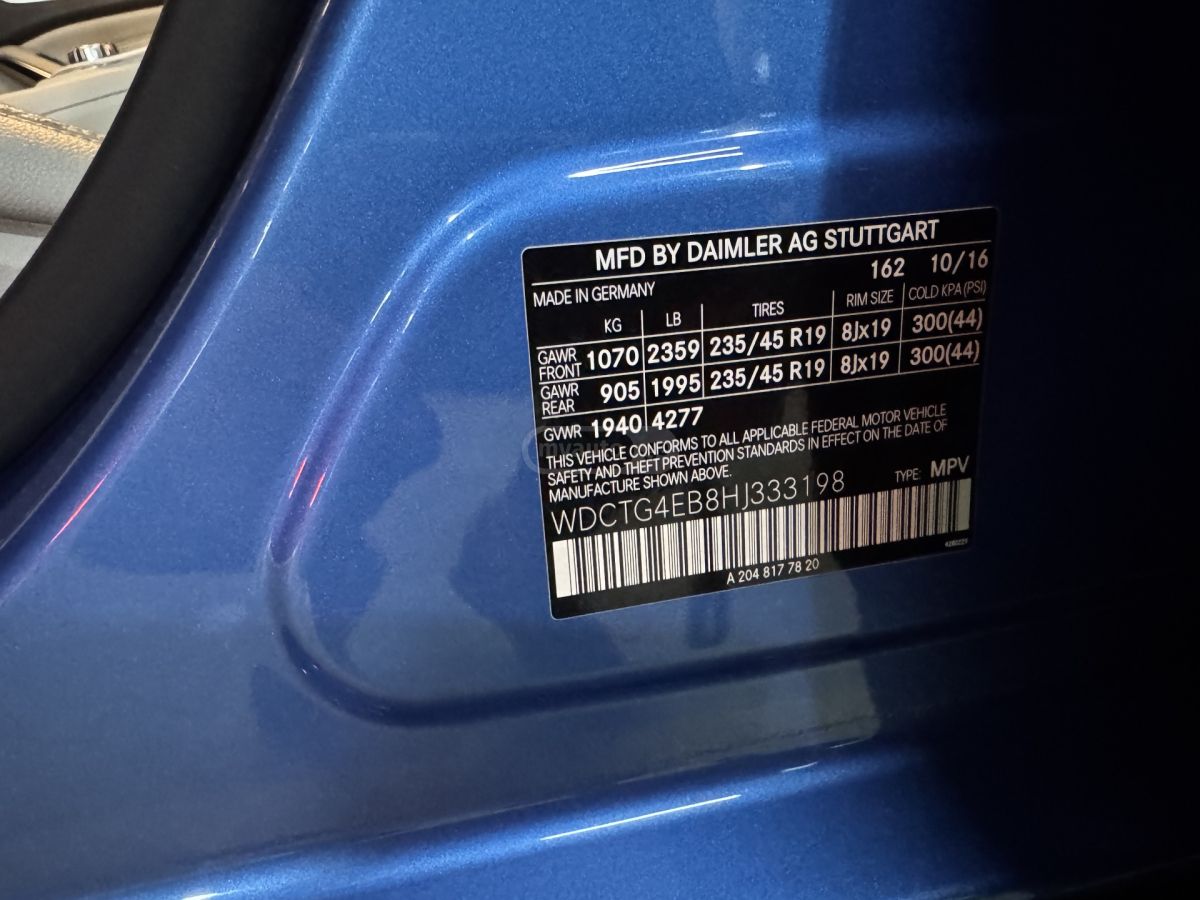 MFD BY DAIMLER AG STUTTGART
162 10/16
MADE IN GERMANY
KG LB TIRES RIM SIZE COLD KPA (PSI)
GAWR FRONT 1070 2359 235/45 R19 8Jx19 300(44)
GAWR REAR 905 1995 235/45 R19 8Jx19 300(44)
GVWR 1940 4277
THIS VEHICLE CONFORMS TO ALL APPLICABLE FEDERAL MOTOR VEHICLE
SAFETY AND THEFT PREVENTION STANDARDS IN EFFECT ON THE DATE OF
MANUFACTURE SHOWN ABOVE.
TYPE: MPV
WDCTG4EB8HJ333198
A 204 817 78 20